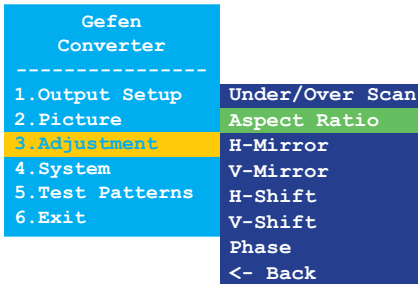 Gefen
Converter
----------------
1.Output Setup
2.Picture
3.Adjustment
4.System
5.Test Patterns
6.Exit
Under/Over Scan
Aspect Ratio
H-Mirror
V-Mirror
H-Shift
V-Shift
Phase
<- Back